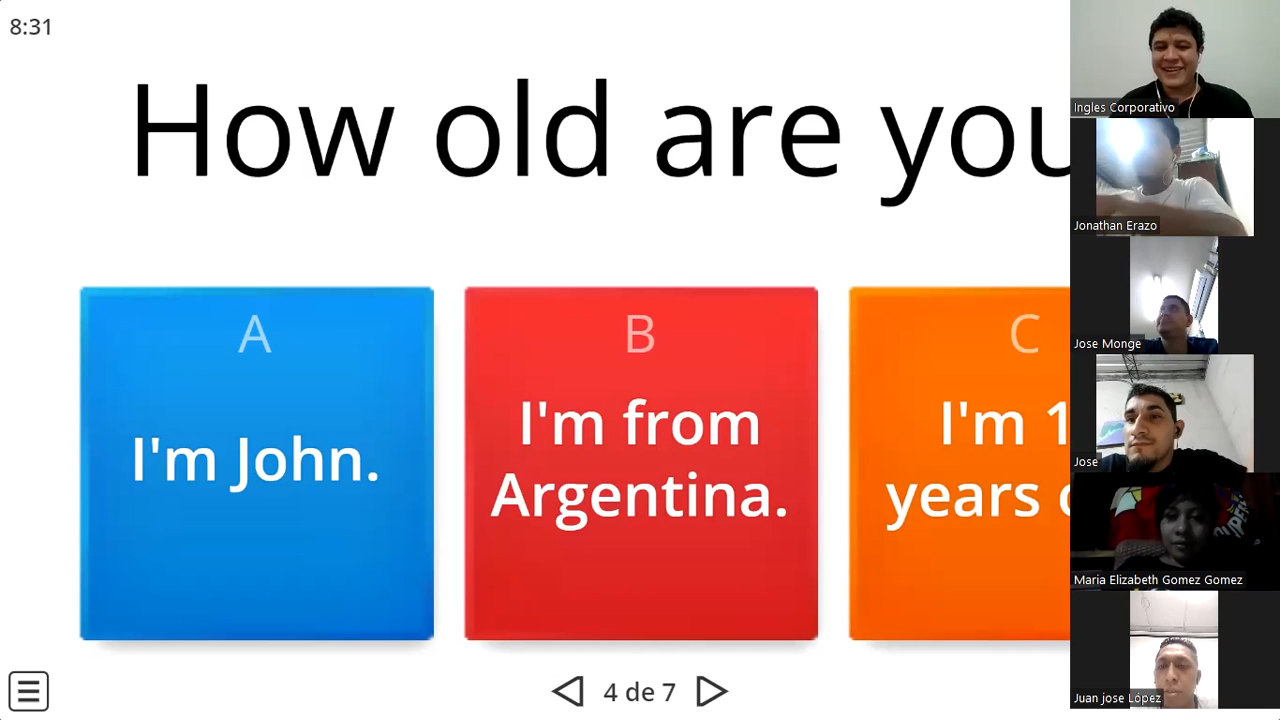 8:31
How old are you
A
I'm John.
B
I'm from
Argentina.
C
I'm 1
years
4 de 7
Ingles Corporativo
Jonathan Erazo
Jose Monge
Jose
Maria Elizabeth Gomez Gomez
Juan jose López